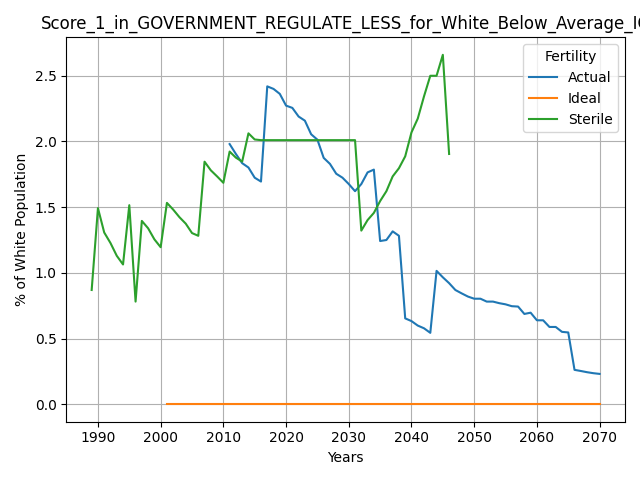 Score_1_in_GOVERNMENT_REGULATE_LESS_for_White_Below_Average_I
Fertility
Actual
Ideal
Sterile
% of White Population
2.5
2.0
1.5
1.0
0.5
0.0
1990 2000 2010 2020 2030 2040 2050 2060 2070
Years